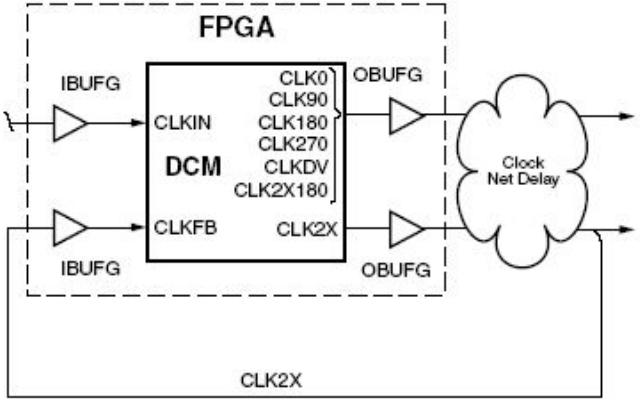 FPGA
IBUFG
CLKIN
DCM
CLKFB
IBUFG
CLK0
CLK90
CLK180
CLK270
CLKDV
CLK2X180
CLK2X
OBUFG
OBUFG
Clock
Net Delay
CLK2X